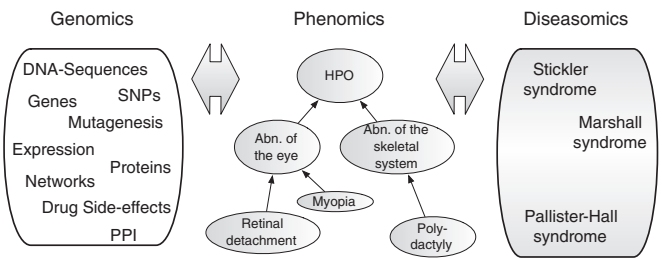 Genomics
DNA-Sequences
Genes
SNPs
Mutagenesis
Expression
Proteins
Networks
Drug Side-effects
PPI
Phenomics
HPO
Abn. of
the eye
Abn. of the
skeletal
system
Myopia
Retinal
detachment
Poly-
dactyly
Diseasomics
Stickler
syndrome
Marshall
syndrome
Pallister-Hall
syndrome